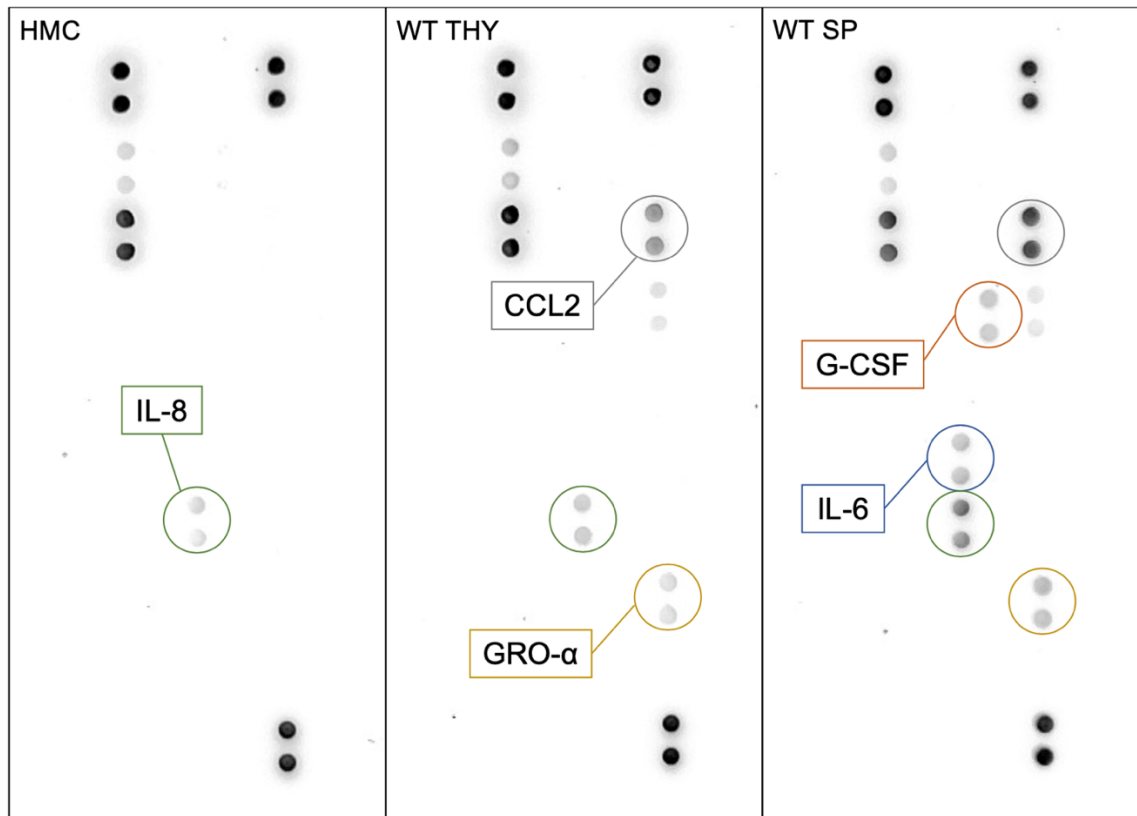 HMC
WT THY
WT SP
CCL2
G-CSF
IL-8
IL-6
GRO-α